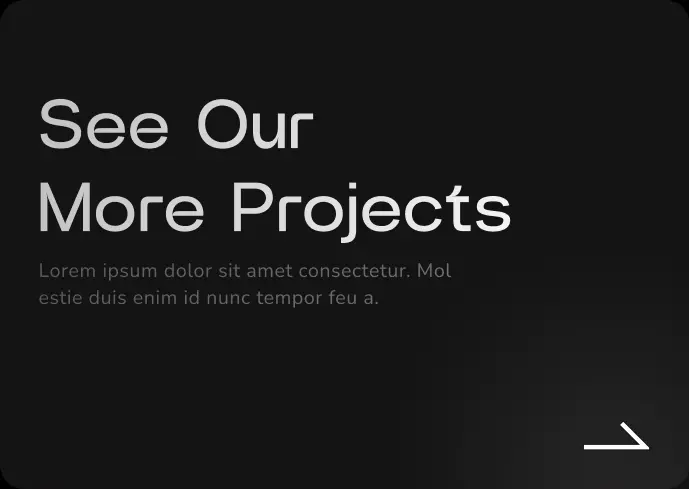 See Our
More Projects
Lorem ipsum dolor sit amet consectetur. Mol
estie duis enim id nunc tempor feu a.